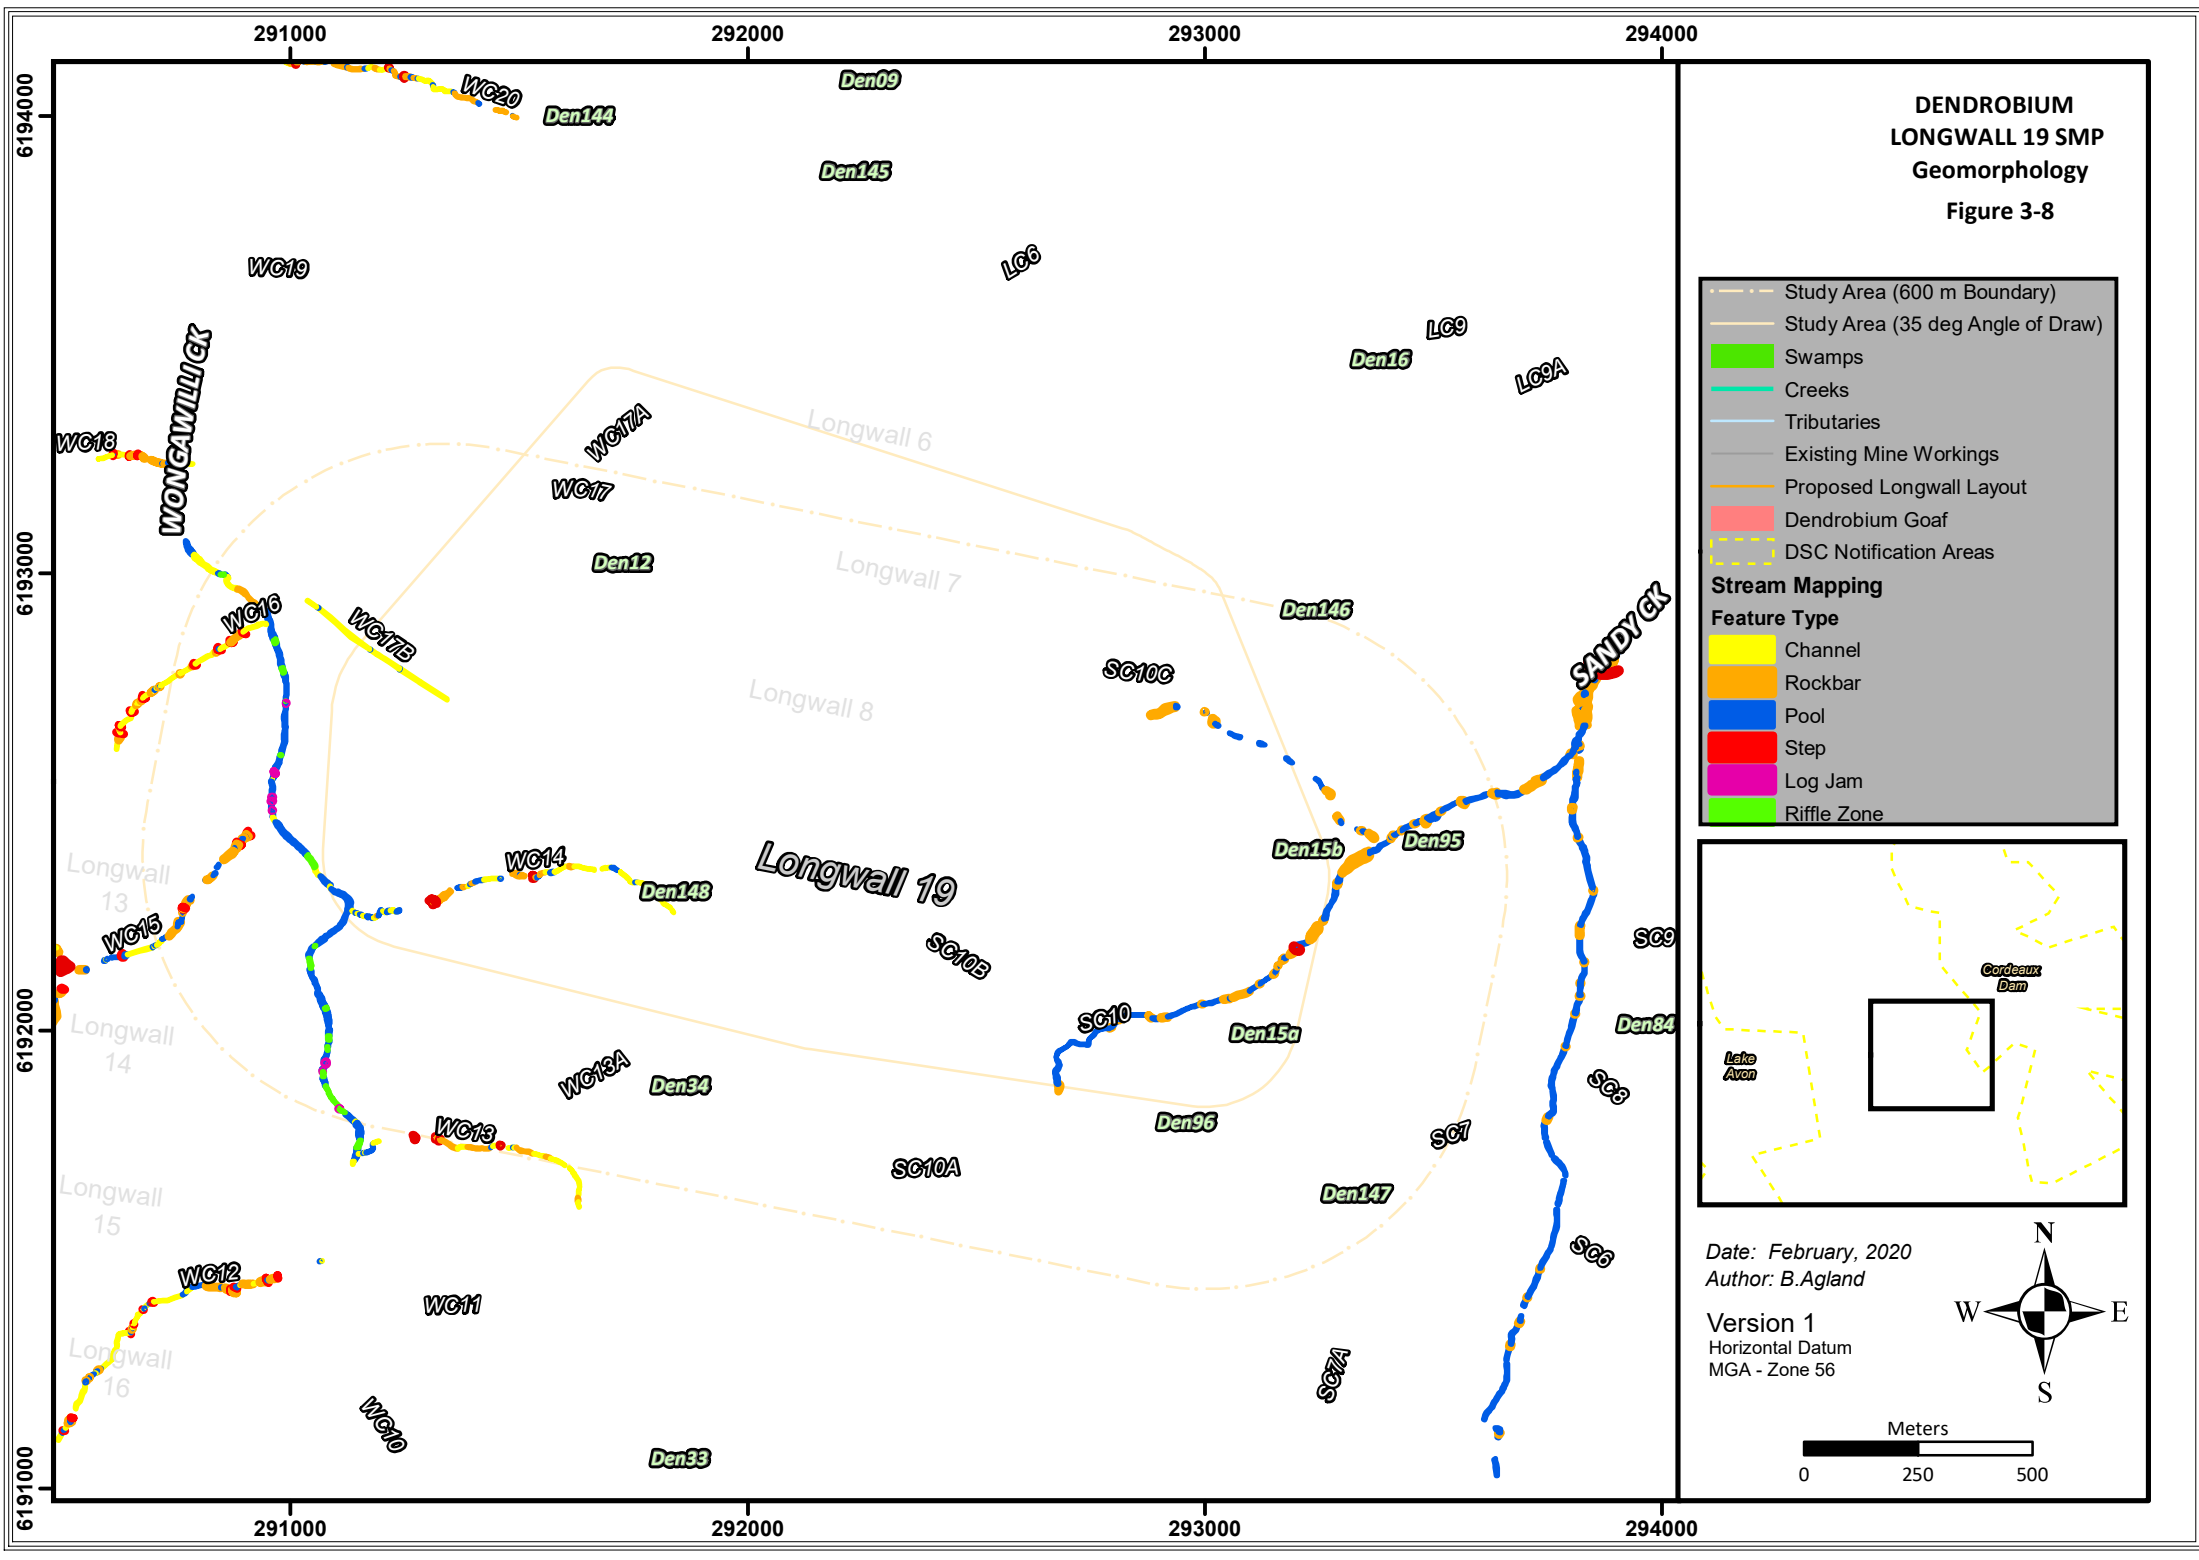 291000
292000
293000
294000
6194000
6193000
6192000
6191000
WC20
Den144
Den09
Den145
WC19
LC6
LC9
Den16
LC9A
WONGAWILLI CK
WC18
WC17A
Longwall 6
WC17
Den12
Longwall 7
WC16
WC17B
Den146
SANDY CK
SC10C
Longwall 8
Longwall
13
WC14
Den148
Longwall 19
Den15b
Den95
WC15
SC10B
SC9
SC10
Den15a
Den84
Longwall
14
WC13A
Den34
SC8
WC13
Den96
SC7
SC10A
Den147
Longwall
15
SC6
WC12
WC11
Longwall
16
SC7A
WC10
Den33
291000
292000
293000
294000
DENDROBIUM
LONGWALL 19 SMP
Geomorphology
Figure 3-8
Study Area (600 m Boundary)
Study Area (35 deg Angle of Draw)
Swamps
Creeks
Tributaries
Existing Mine Workings
Proposed Longwall Layout
Dendrobium Goaf
DSC Notification Areas
Stream Mapping
Feature Type
Channel
Rockbar
Pool
Step
Log Jam
Riffle Zone
Cordeaux
Dam
Lake
Avon
Date: February, 2020
Author: B.Agland
Version 1
Horizontal Datum
MGA - Zone 56
N
W
E
S
Meters
0 250 500